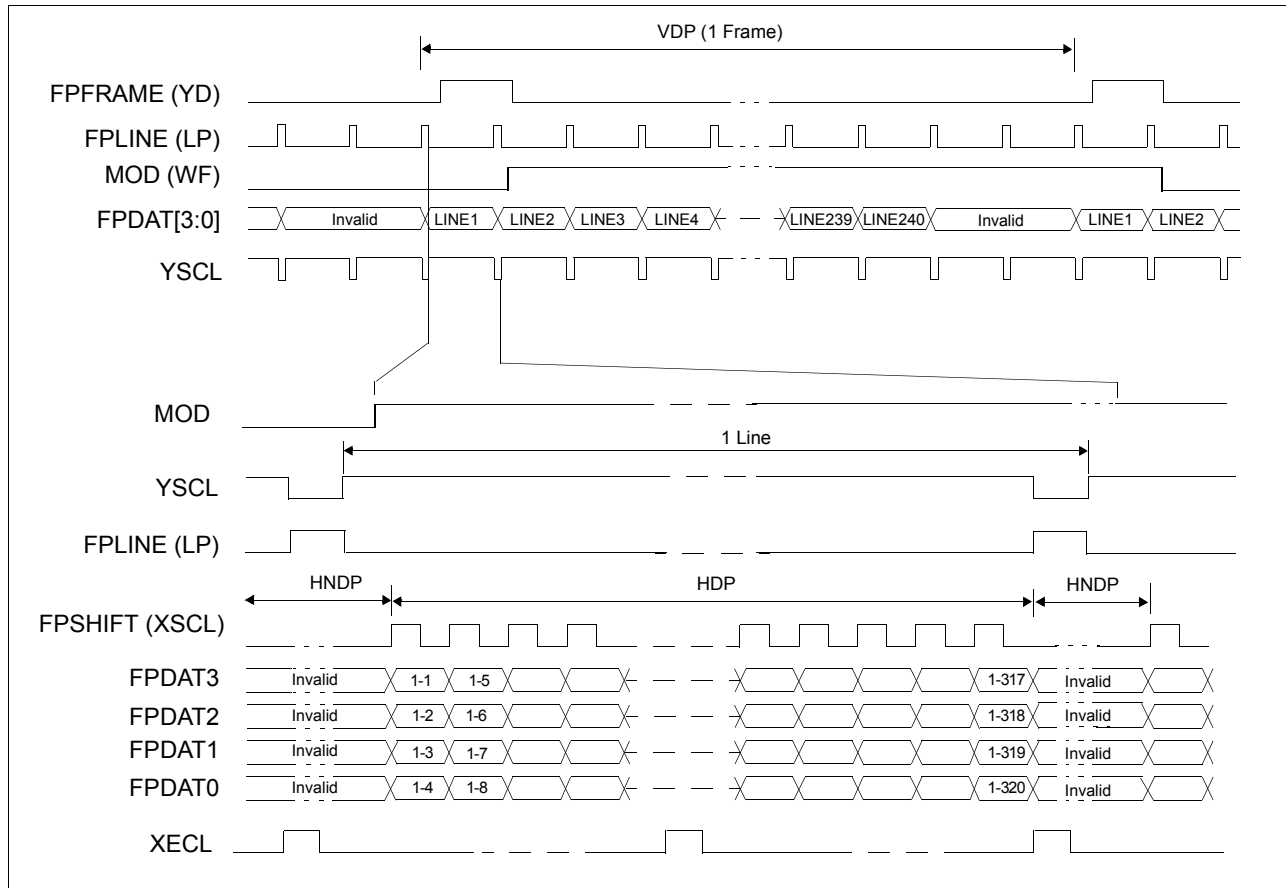 VDP (1 Frame)
FPFRAME (YD)
FPLINE (LP)
MOD (WF)
FPDAT[3:0] Invalid LINE1 LINE2 LINE3 LINE4 LINE239 LINE240 Invalid LINE1 LINE2
YSCL
MOD
1 Line
YSCL
FPLINE (LP)
HNDP HDP HNDP
FPSHIFT (XSCL)
FPDAT3 Invalid 1-1 1-5 1-317 Invalid
FPDAT2 Invalid 1-2 1-6 1-318 Invalid
FPDAT1 Invalid 1-3 1-7 1-319 Invalid
FPDAT0 Invalid 1-4 1-8 1-320 Invalid
XECL